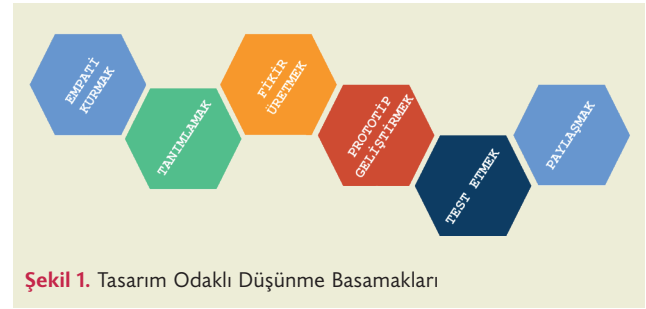 EMPATİ
KURMAK
TANIMLAMAK
FİKİR
ÜRETMEK
PROTOTİP
GELİŞTİRMEK
TEST ETMEK
PAYLAŞMAK
Şekil 1. Tasarım Odaklı Düşünme Basamakları